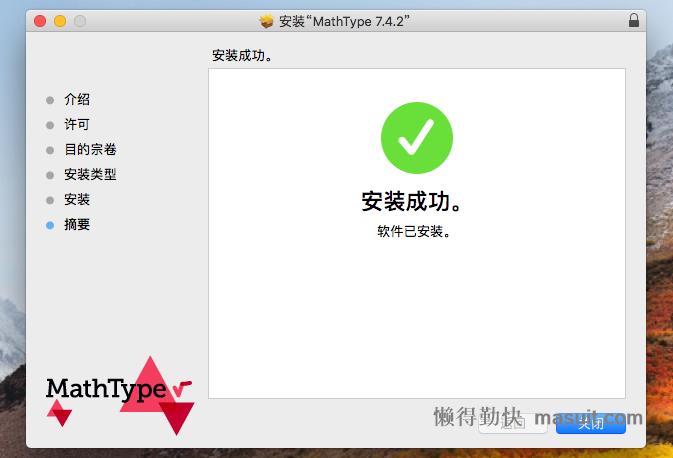 安装“MathType 7.4.2”
安装成功。
介绍
许可
目的宗卷
安装类型
安装
摘要
安装成功。
软件已安装。
MathType
懒得勤快 masuit.com
返回
关闭